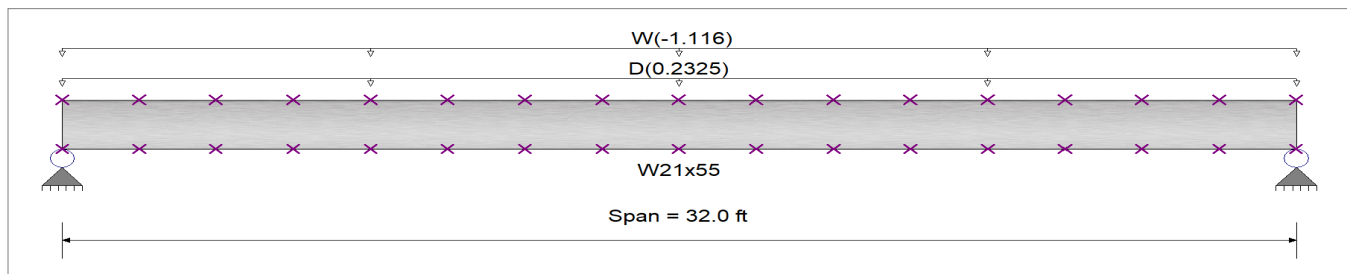 W(-1.116)
D(0.2325)
W21x55
Span = 32.0 ft